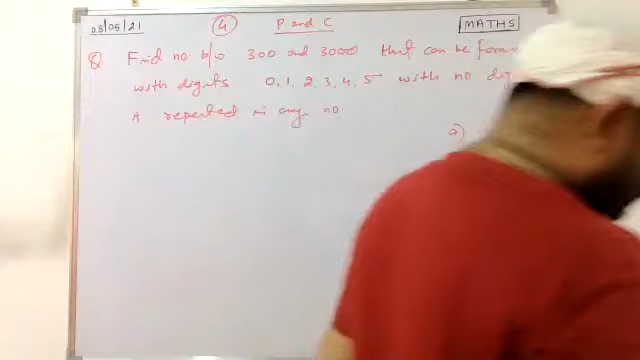 08/05/21 4 P and C MATHS
Q Find no. b/w 300 and 3000 that can be form
with digits 0, 1, 2, 3, 4, 5 with no dig
is repeated in any no
a)